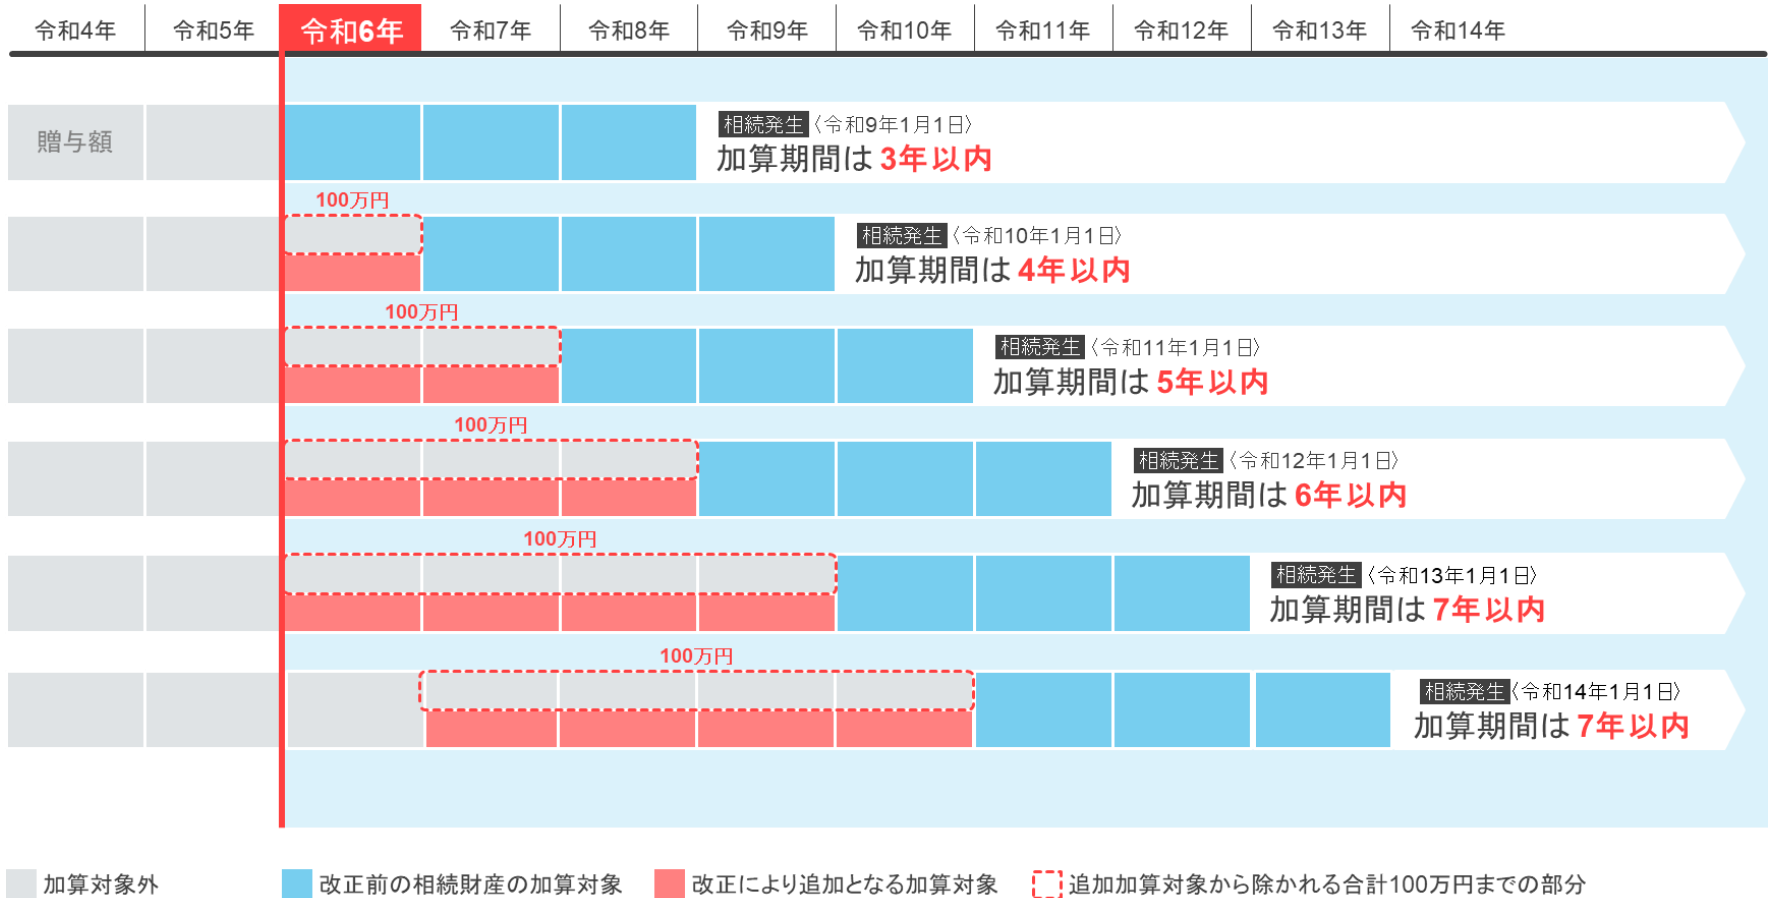 令和4年 令和5年 令和6年 令和7年 令和8年 令和9年 令和10年 令和11年 令和12年 令和13年 令和14年
贈与額
相続発生〈令和9年1月1日〉
加算期間は3年以内
100万円
相続発生〈令和10年1月1日〉
加算期間は4年以内
100万円
相続発生〈令和11年1月1日〉
加算期間は5年以内
100万円
相続発生〈令和12年1月1日〉
加算期間は6年以内
100万円
相続発生〈令和13年1月1日〉
加算期間は7年以内
100万円
相続発生〈令和14年1月1日〉
加算期間は7年以内
加算対象外 改正前の相続財産の加算対象 改正により追加となる加算対象 追加加算対象から除かれる合計100万円までの部分